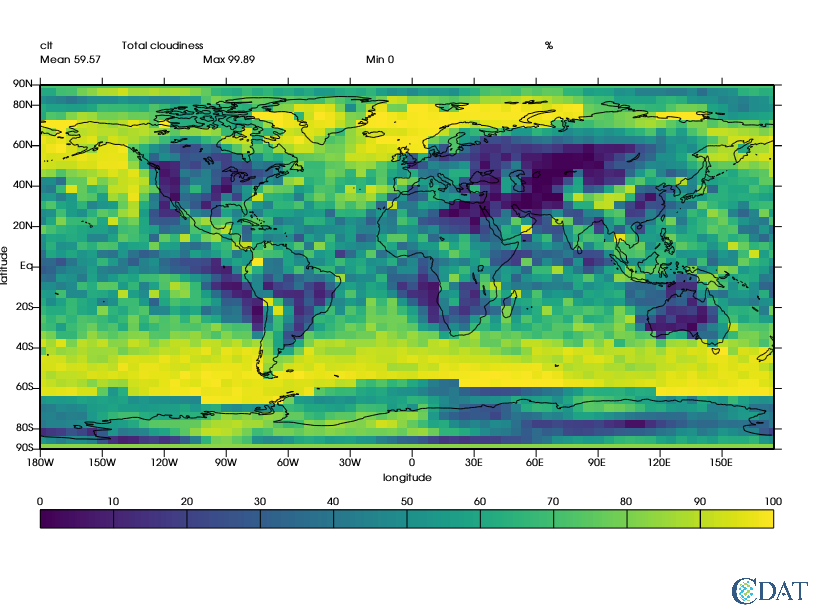 clt Total cloudiness %
Mean 59.57 Max 99.89 Min 0
90N
80N
60N
40N
20N
Eq
20S
40S
60S
80S
90S
latitude
180W 150W 120W 90W 60W 30W 0 30E 60E 90E 120E 150E
longitude
0 10 20 30 40 50 60 70 80 90 100
CDAT